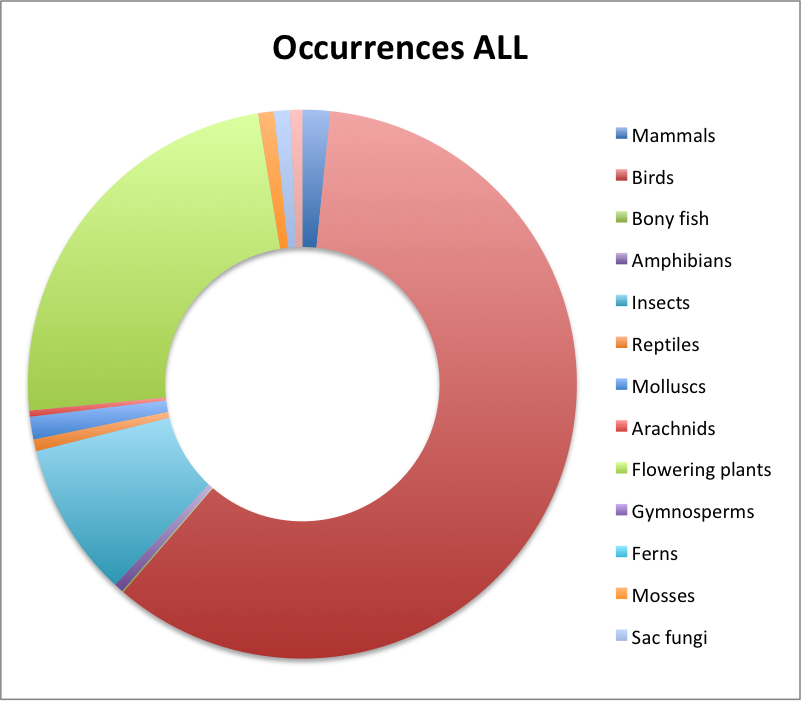 Occurrences ALL
Mammals
Birds
Bony fish
Amphibians
Insects
Reptiles
Molluscs
Arachnids
Flowering plants
Gymnosperms
Ferns
Mosses
Sac fungi